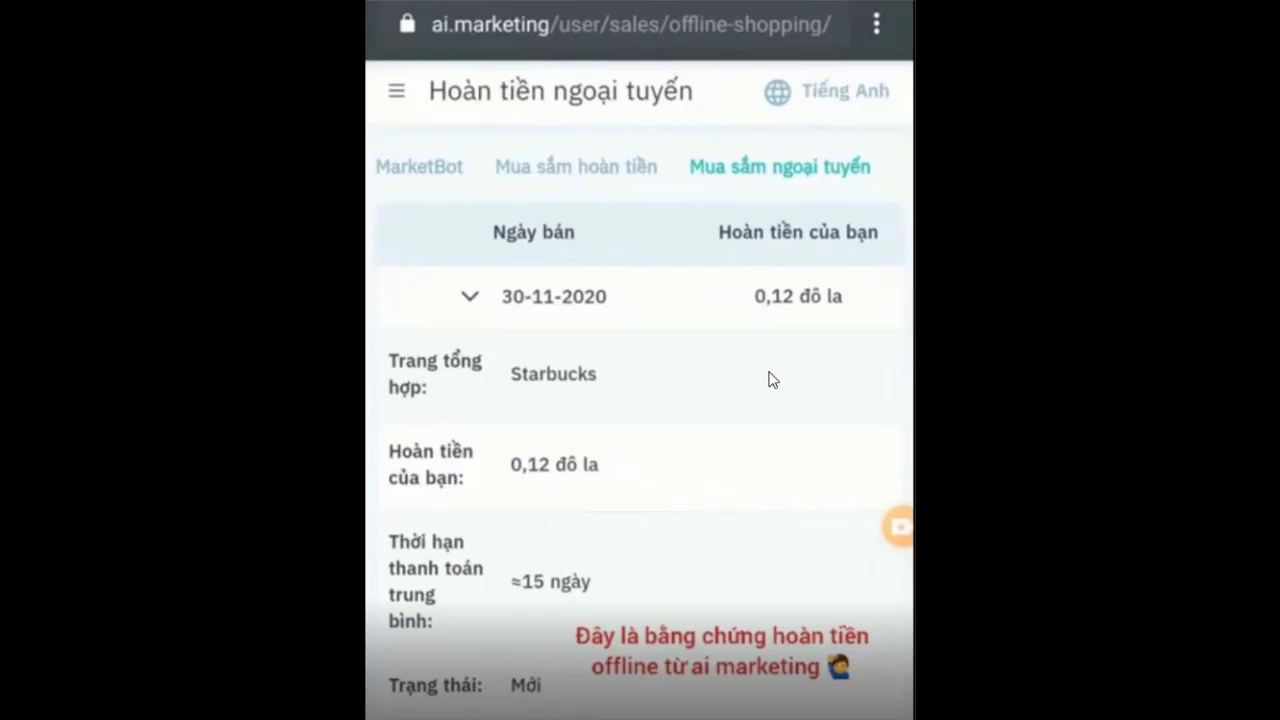 ai.marketing/user/sales/offline-shopping/
Hoàn tiền ngoại tuyến
Tiếng Anh
MarketBot Mua sắm hoàn tiền Mua sắm ngoại tuyến
Ngày bán Hoàn tiền của bạn
30-11-2020 0,12 đô la
Trang tổng
hợp:
Starbucks
Hoàn tiền
của bạn:
0,12 đô la
Thời hạn
thanh toán
trung
bình:
≈15 ngày
Đây là bằng chứng hoàn tiền
offline từ ai marketing 🙋
Trạng thái: Mới